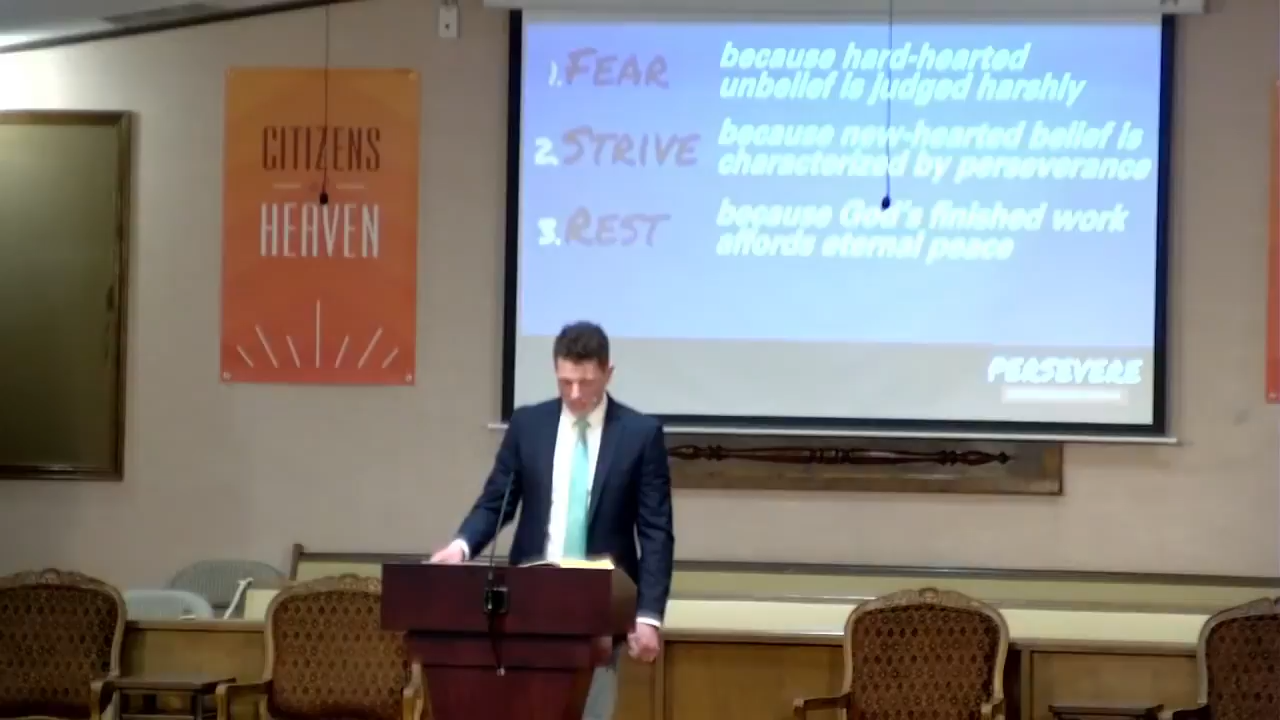 CITIZENS
HEAVEN
1. FEAR
because hard-hearted
unbelief is judged harshly
2. STRIVE
because new-hearted belief is
characterized by perseverance
3. REST
because God's finished work
affords eternal peace
PERSEVERE